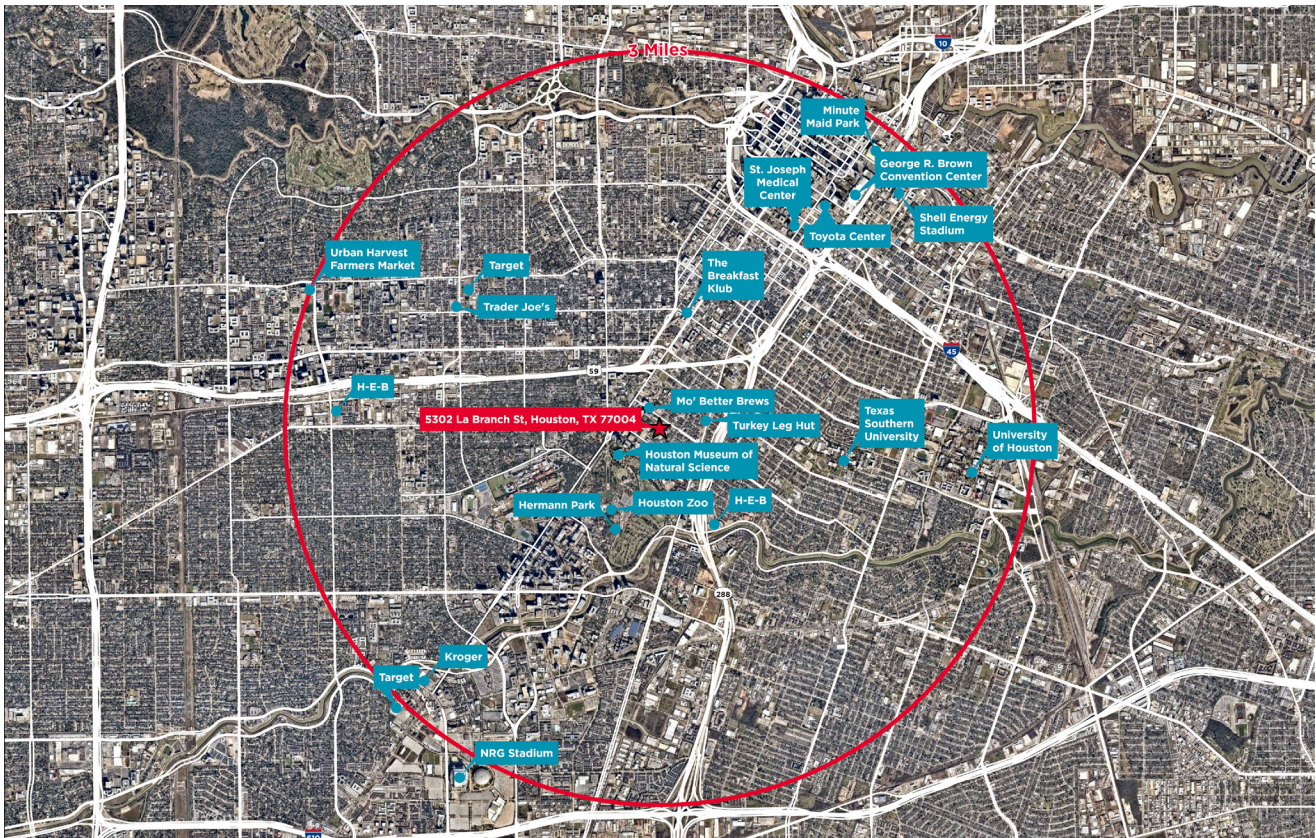 3 Miles
10
Minute
Maid Park
George R. Brown
Convention Center
St. Joseph
Medical
Center
Shell Energy
Stadium
Toyota Center
Urban Harvest
Farmers Market
Target
The
Breakfast
Klub
Trader Joe's
45
59
H-E-B
Mo' Better Brews
5302 La Branch St, Houston, TX 77004
Turkey Leg Hut
Texas
Southern
University
University
of Houston
Houston Museum of
Natural Science
Hermann Park
Houston Zoo
H-E-B
288
Kroger
Target
NRG Stadium
610